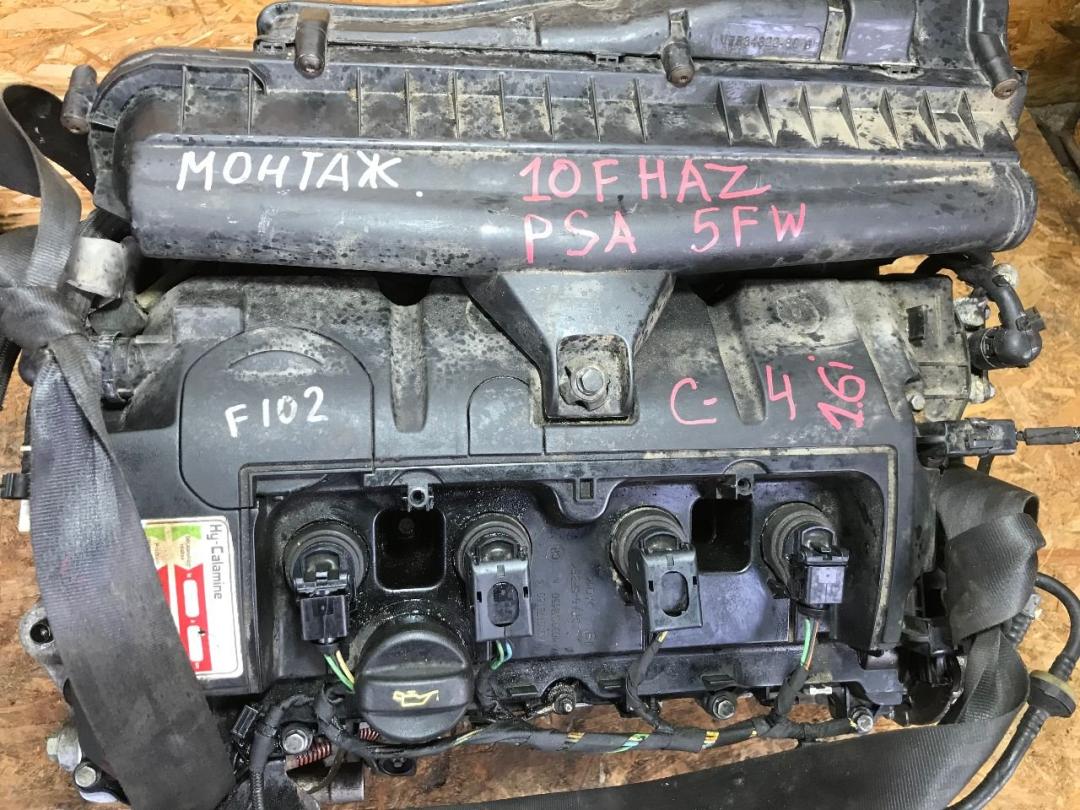 МОНТАЖ
10FHAZ
PSA 5FW
F102
C-4 1.6i
Hy-Calamine